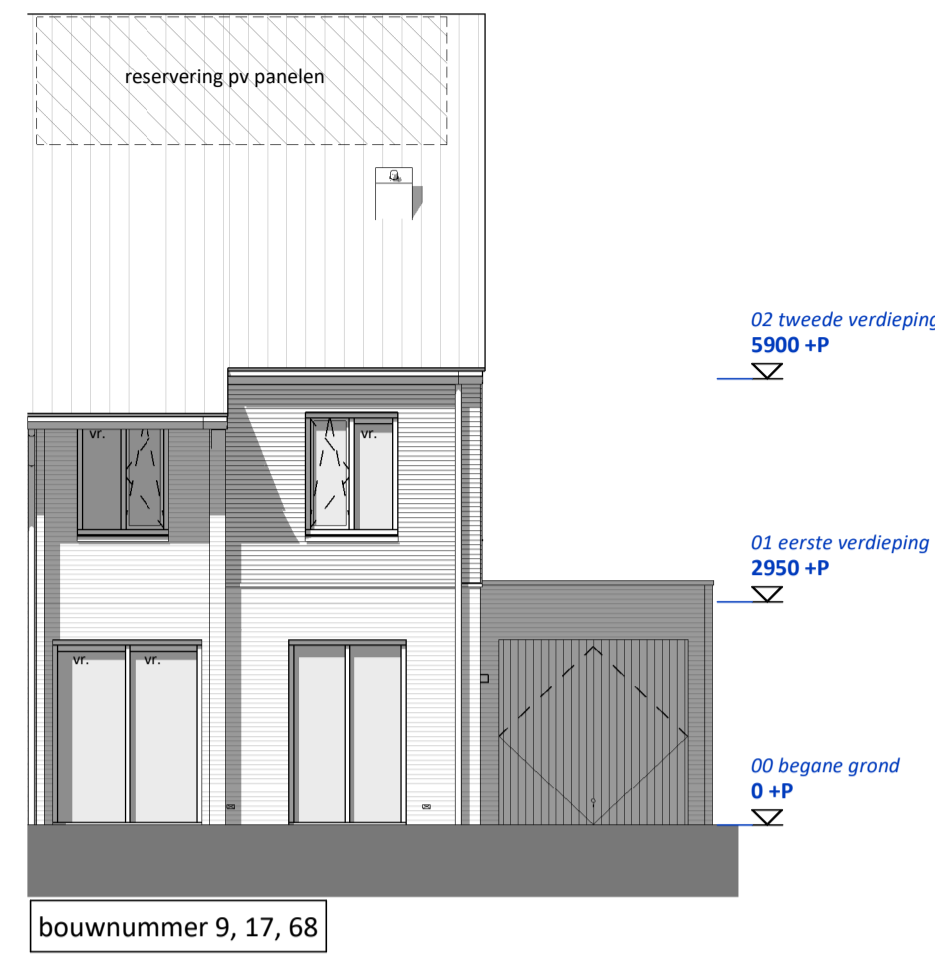 reservering pv panelen
02 tweede verdieping
5900 +P
vr.
vr.
01 eerste verdieping
2950 +P
vr.
vr.
00 begane grond
0 +P
bouwnummer 9, 17, 68